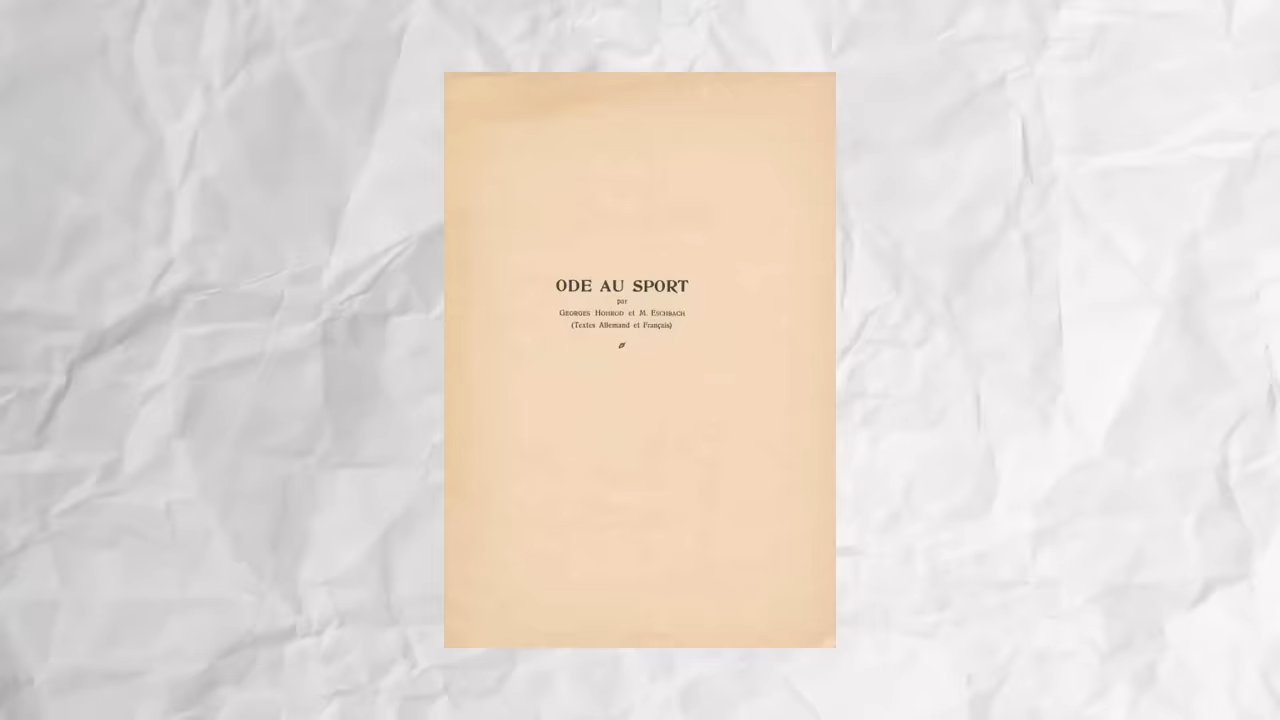 ODE AU SPORT
par
GEORGES HOHROD et M. ESCHBACH
(Textes Allemand et Français)